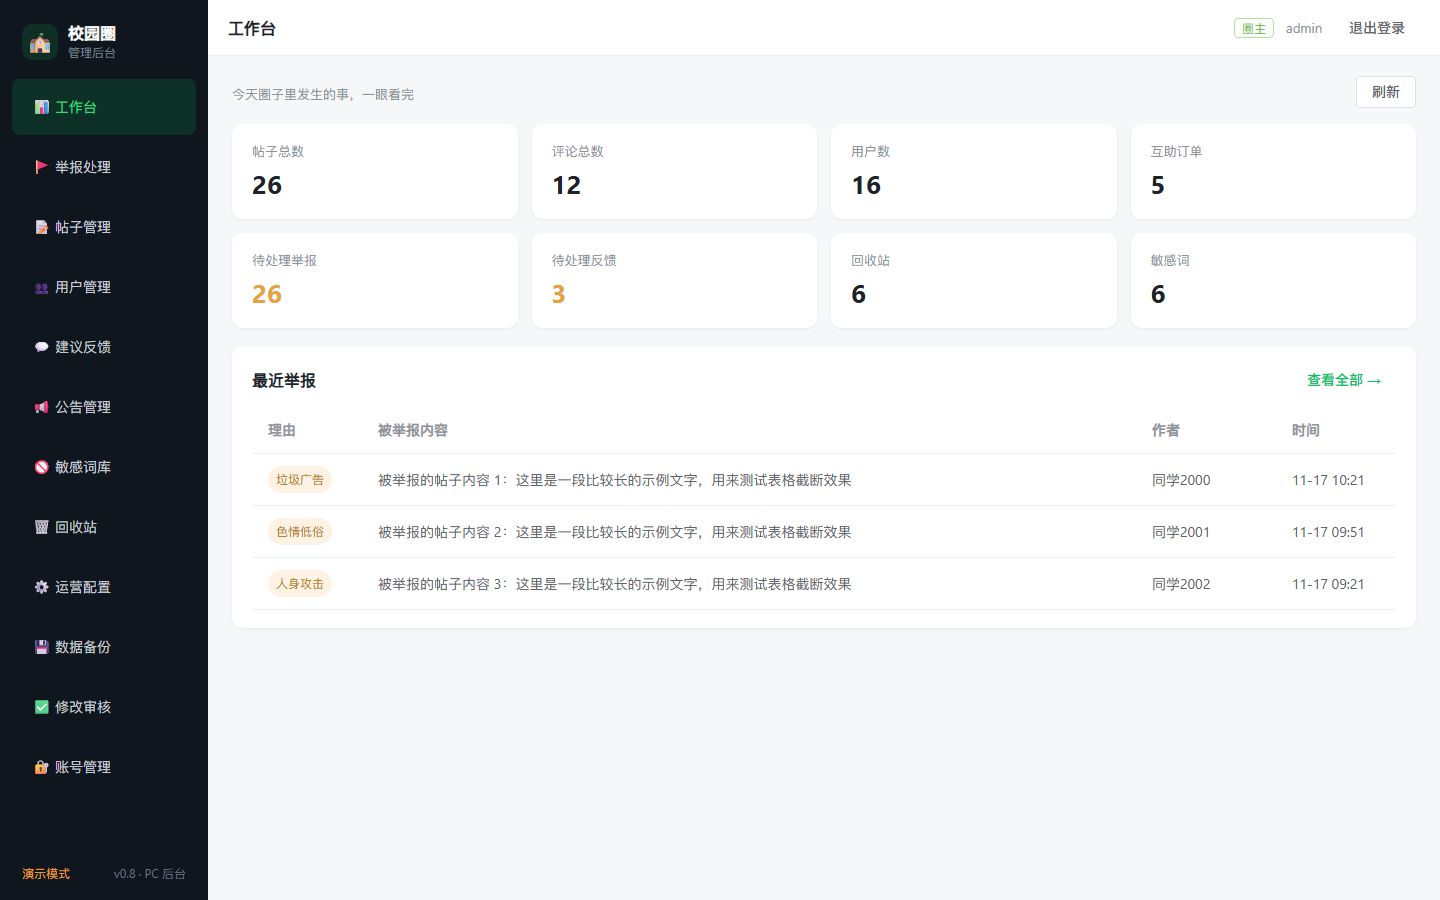 校园圈
管理后台
工作台
举报处理
帖子管理
用户管理
建议反馈
公告管理
敏感词库
回收站
运营配置
数据备份
修改审核
账号管理
演示模式 v0.8 · PC 后台
工作台 圈主 admin 退出登录
今天圈子里发生的事，一眼看完 刷新
帖子总数 评论总数 用户数 互助订单
26 12 16 5
待处理举报 待处理反馈 回收站 敏感词
26 3 6 6
最近举报 查看全部 →
理由 被举报内容 作者 时间
垃圾广告 被举报的帖子内容 1：这里是一段比较长的示例文字，用来测试表格截断效果 同学2000 11-17 10:21
色情低俗 被举报的帖子内容 2：这里是一段比较长的示例文字，用来测试表格截断效果 同学2001 11-17 09:51
人身攻击 被举报的帖子内容 3：这里是一段比较长的示例文字，用来测试表格截断效果 同学2002 11-17 09:21